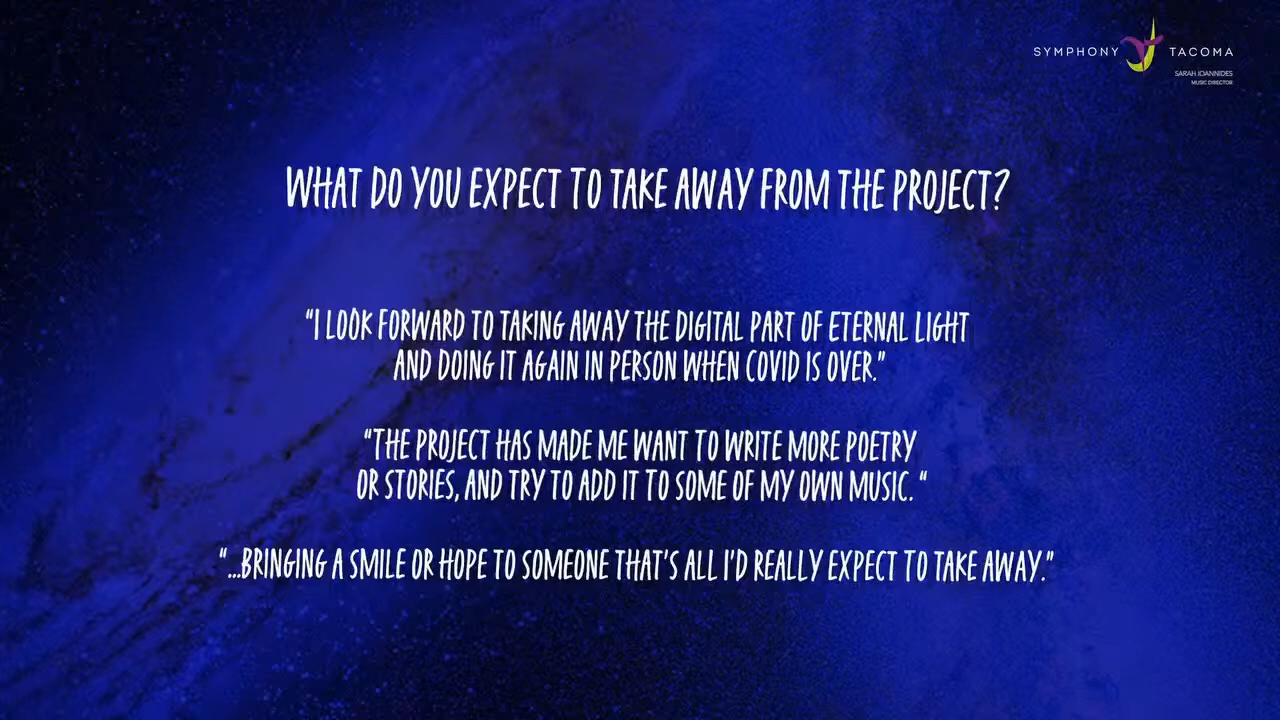 SYMPHONY TACOMA
SARAH IOANNIDES
MUSIC DIRECTOR
WHAT DO YOU EXPECT TO TAKE AWAY FROM THE PROJECT?
"I LOOK FORWARD TO TAKING AWAY THE DIGITAL PART OF ETERNAL LIGHT
AND DOING IT AGAIN IN PERSON WHEN COVID IS OVER."
"THE PROJECT HAS MADE ME WANT TO WRITE MORE POETRY
OR STORIES, AND TRY TO ADD IT TO SOME OF MY OWN MUSIC. "
"...BRINGING A SMILE OR HOPE TO SOMEONE THAT'S ALL I'D REALLY EXPECT TO TAKE AWAY."